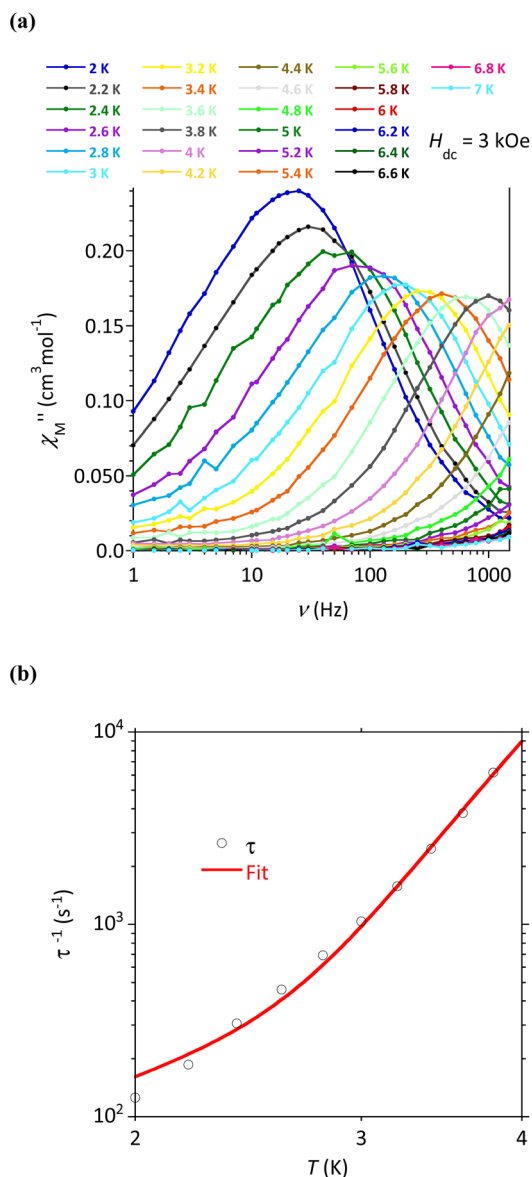 (a)
2 K 3.2 K 4.4 K 5.6 K 6.8 K
2.2 K 3.4 K 4.6 K 5.8 K 7 K
2.4 K 3.6 K 4.8 K 6 K
2.6 K 3.8 K 5 K 6.2 K H_dc = 3 kOe
2.8 K 4 K 5.2 K 6.4 K
3 K 4.2 K 5.4 K 6.6 K
0.20
0.15
0.10
0.050
0.0
χ_M'' (cm³ mol⁻¹)
1 10 100 1000
ν (Hz)
(b)
10⁴
10³
10²
τ⁻¹ (s⁻¹)
τ
Fit
2 3 4
T (K)